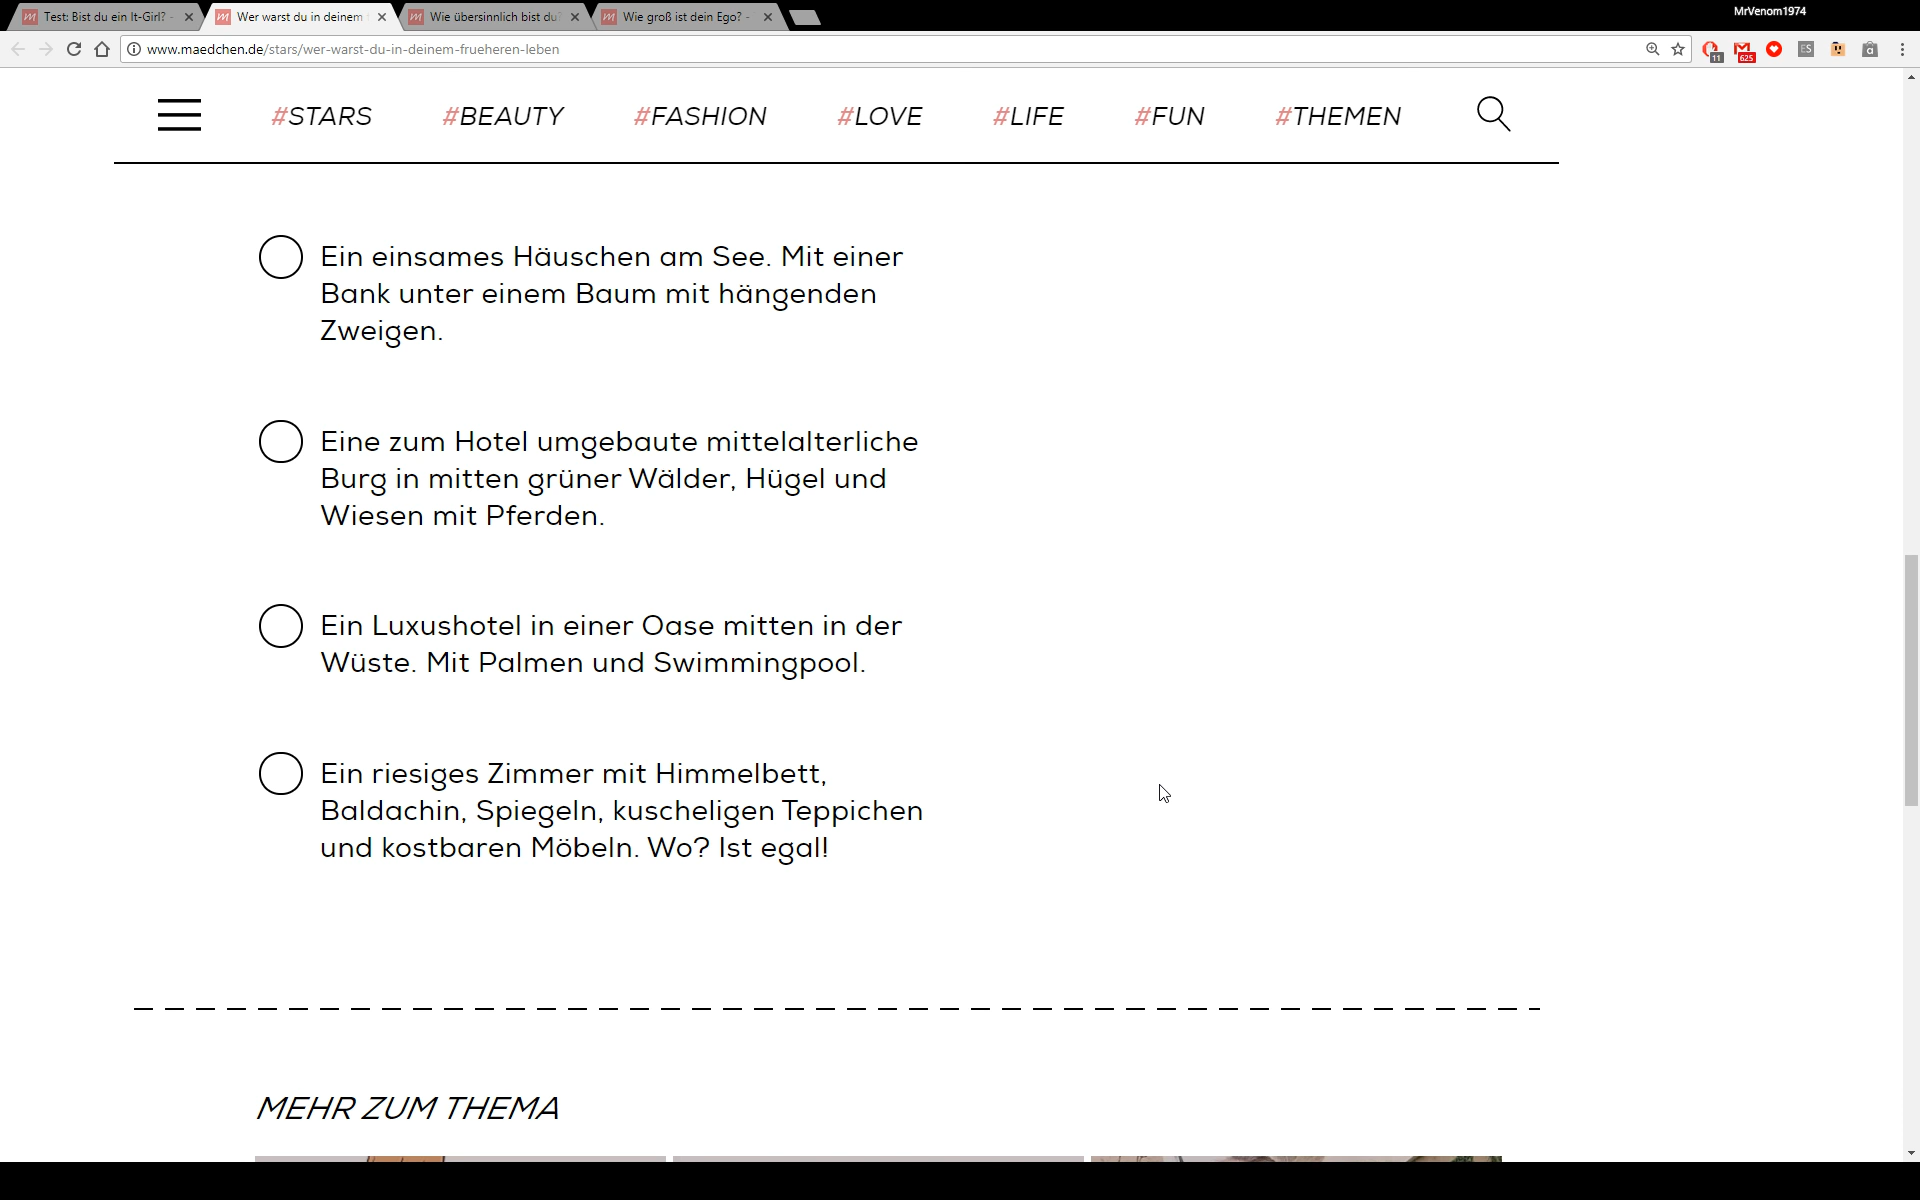 MrVenom1974
Test: Bist du ein It-Girl? -
Wer warst du in deinem f
Wie übersinnlich bist du?
Wie groß ist dein Ego? -
www.maedchen.de/stars/wer-warst-du-in-deinem-frueheren-leben
11
625
ES
#STARS #BEAUTY #FASHION #LOVE #LIFE #FUN #THEMEN
Ein einsames Häuschen am See. Mit einer
Bank unter einem Baum mit hängenden
Zweigen.
Eine zum Hotel umgebaute mittelalterliche
Burg in mitten grüner Wälder, Hügel und
Wiesen mit Pferden.
Ein Luxushotel in einer Oase mitten in der
Wüste. Mit Palmen und Swimmingpool.
Ein riesiges Zimmer mit Himmelbett,
Baldachin, Spiegeln, kuscheligen Teppichen
und kostbaren Möbeln. Wo? Ist egal!
MEHR ZUM THEMA